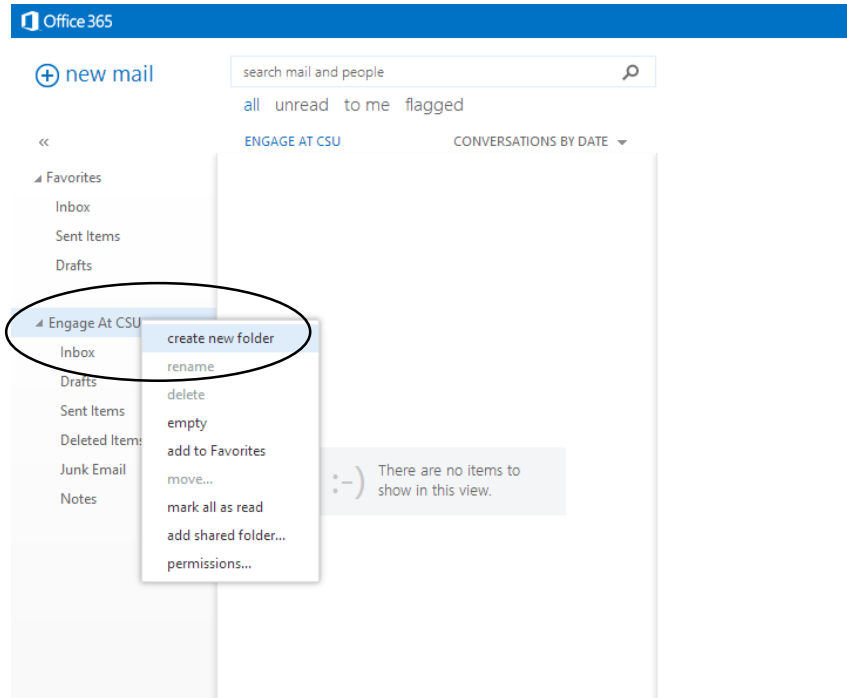 Office 365
new mail
search mail and people
all unread to me flagged
ENGAGE AT CSU CONVERSATIONS BY DATE
Favorites
Inbox
Sent Items
Drafts
Engage At CSU
Inbox
Drafts
Sent Items
Deleted Items
Junk Email
Notes
create new folder
rename
delete
empty
add to Favorites
move...
mark all as read
add shared folder...
permissions...
:-)
There are no items to
show in this view.